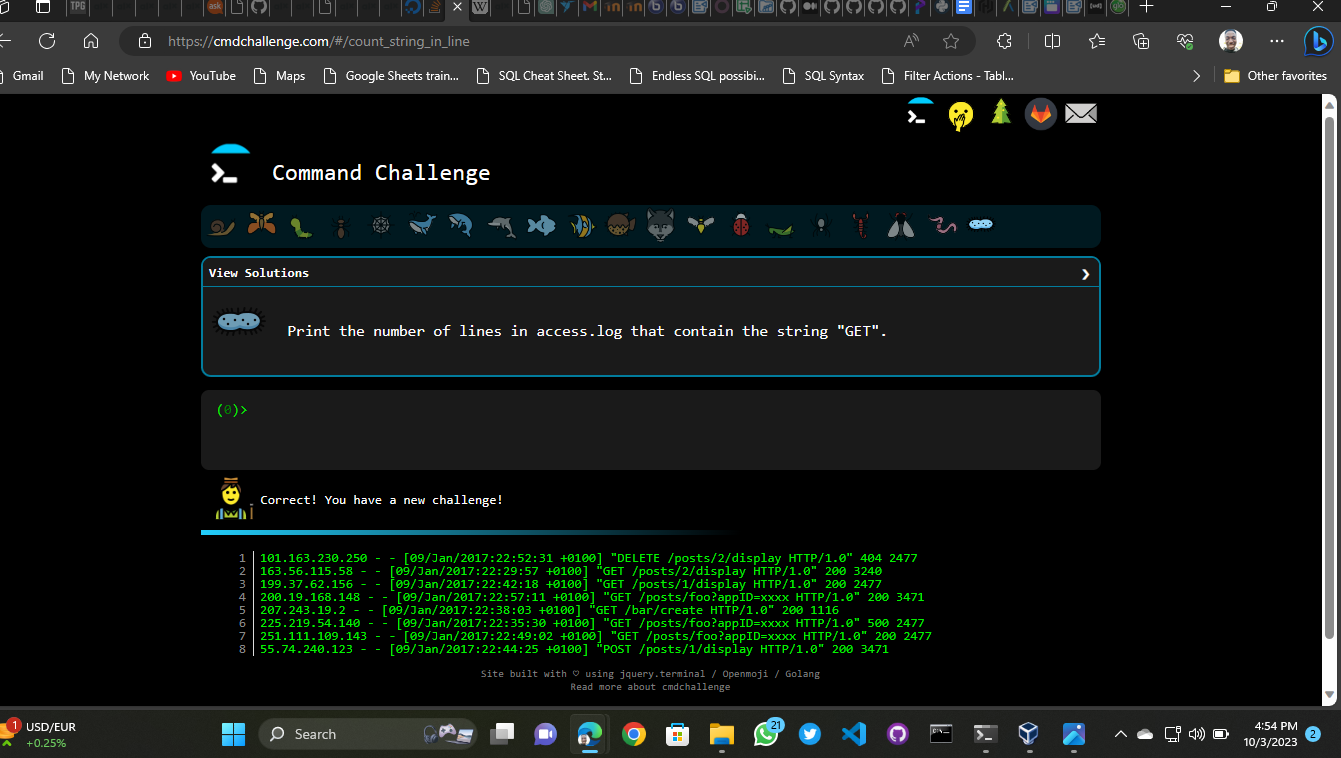 TPG
ask
https://cmdchallenge.com/#/count_string_in_line
Gmail My Network YouTube Maps Google Sheets train... SQL Cheat Sheet. St... Endless SQL possibi... SQL Syntax Filter Actions - Tabl... Other favorites
Command Challenge
View Solutions
Print the number of lines in access.log that contain the string "GET".
(0)>
Correct! You have a new challenge!
1 101.163.230.250 - - [09/Jan/2017:22:52:31 +0100] "DELETE /posts/2/display HTTP/1.0" 404 2477
2 163.56.115.58 - - [09/Jan/2017:22:29:57 +0100] "GET /posts/2/display HTTP/1.0" 200 3240
3 199.37.62.156 - - [09/Jan/2017:22:42:18 +0100] "GET /posts/1/display HTTP/1.0" 200 2477
4 200.19.168.148 - - [09/Jan/2017:22:57:11 +0100] "GET /posts/foo?appID=xxxx HTTP/1.0" 200 3471
5 207.243.19.2 - - [09/Jan/2017:22:38:03 +0100] "GET /bar/create HTTP/1.0" 200 1116
6 225.219.54.140 - - [09/Jan/2017:22:35:30 +0100] "GET /posts/foo?appID=xxxx HTTP/1.0" 500 2477
7 251.111.109.143 - - [09/Jan/2017:22:49:02 +0100] "GET /posts/foo?appID=xxxx HTTP/1.0" 200 2477
8 55.74.240.123 - - [09/Jan/2017:22:44:25 +0100] "POST /posts/1/display HTTP/1.0" 200 3471
Site built with ♡ using jquery.terminal / Openmoji / Golang
Read more about cmdchallenge
1 USD/EUR
+0.25%
Search
21
4:54 PM
10/3/2023
2